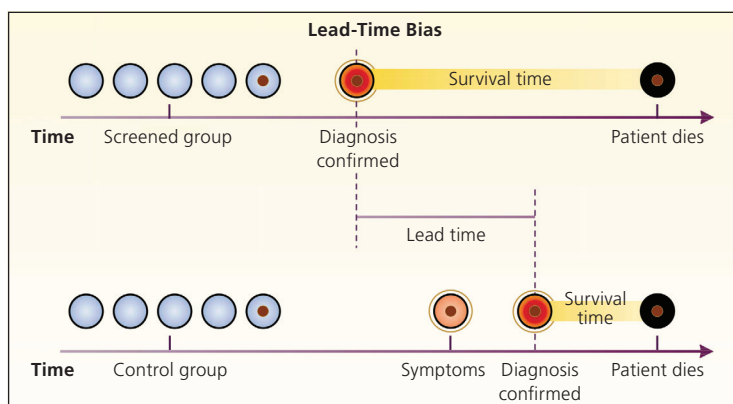 Lead-Time Bias
Survival time
Time
Screened group
Diagnosis
confirmed
Patient dies
Lead time
Survival
time
Time
Control group
Symptoms
Diagnosis
confirmed
Patient dies